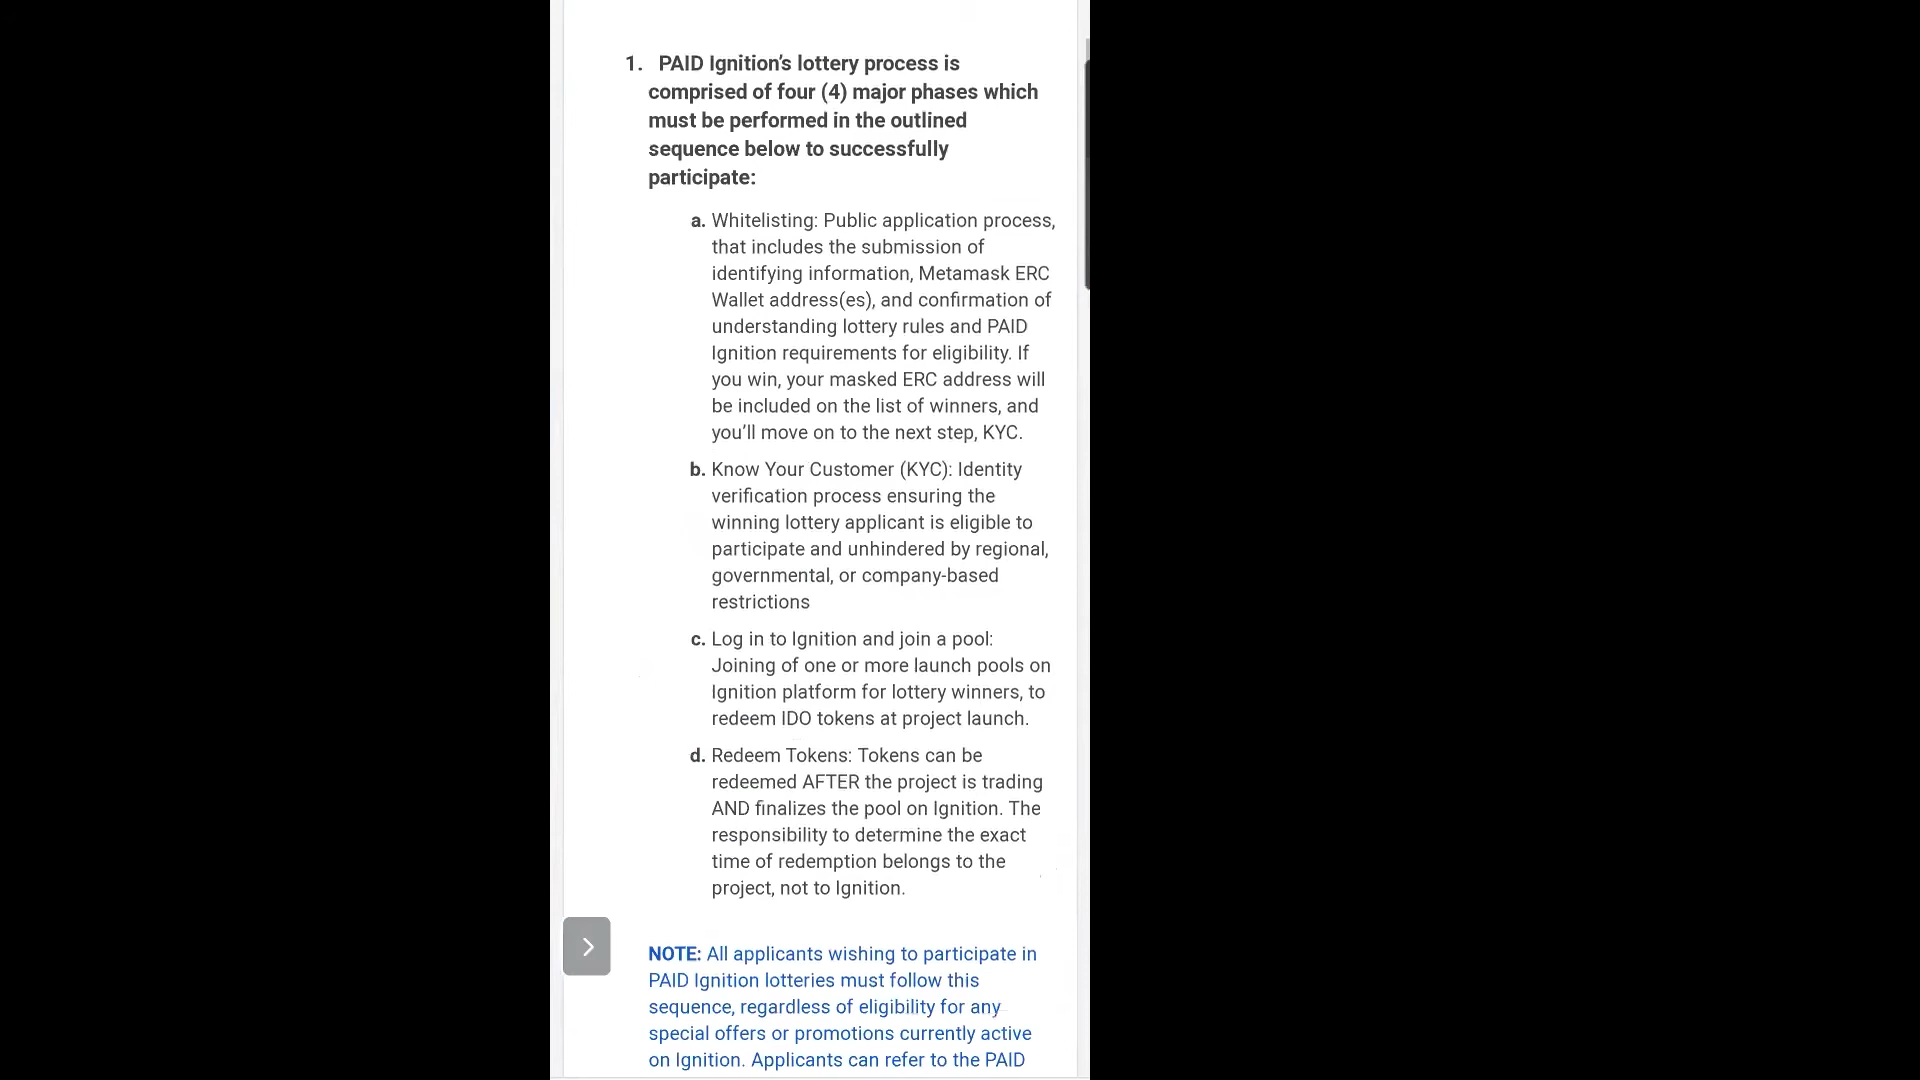 1. PAID Ignition’s lottery process is
comprised of four (4) major phases which
must be performed in the outlined
sequence below to successfully
participate:
a. Whitelisting: Public application process,
that includes the submission of
identifying information, Metamask ERC
Wallet address(es), and confirmation of
understanding lottery rules and PAID
Ignition requirements for eligibility. If
you win, your masked ERC address will
be included on the list of winners, and
you’ll move on to the next step, KYC.
b. Know Your Customer (KYC): Identity
verification process ensuring the
winning lottery applicant is eligible to
participate and unhindered by regional,
governmental, or company-based
restrictions
c. Log in to Ignition and join a pool:
Joining of one or more launch pools on
Ignition platform for lottery winners, to
redeem IDO tokens at project launch.
d. Redeem Tokens: Tokens can be
redeemed AFTER the project is trading
AND finalizes the pool on Ignition. The
responsibility to determine the exact
time of redemption belongs to the
project, not to Ignition.
NOTE: All applicants wishing to participate in
PAID Ignition lotteries must follow this
sequence, regardless of eligibility for any
special offers or promotions currently active
on Ignition. Applicants can refer to the PAID